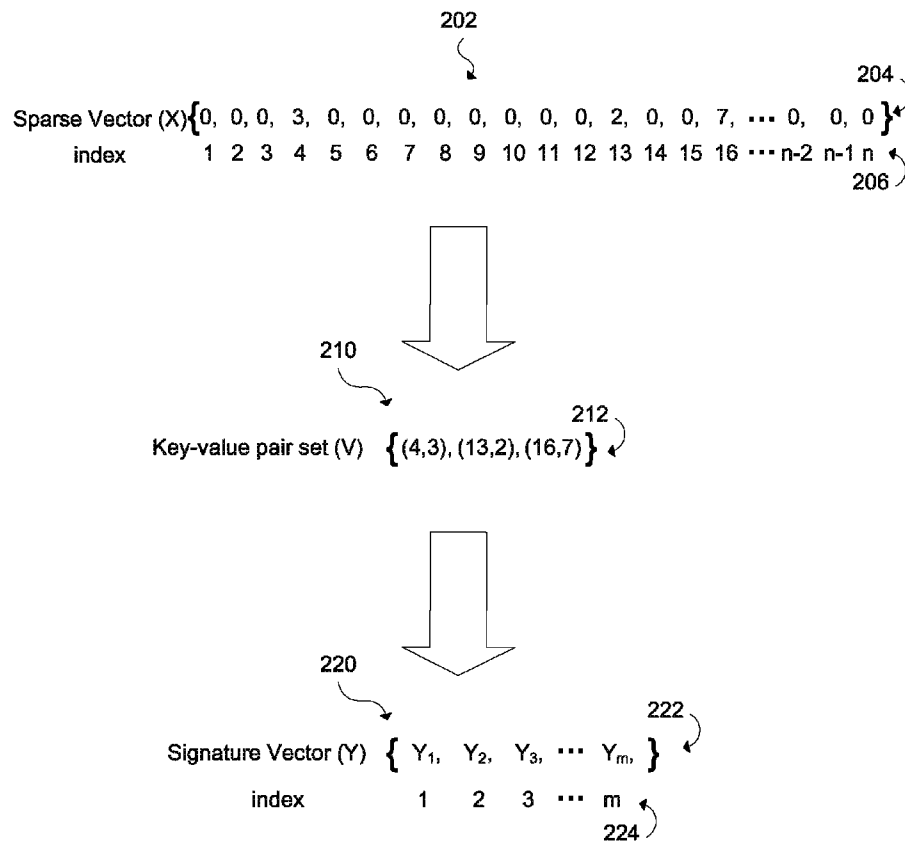 202
204
Sparse Vector (X) {0, 0, 0, 3, 0, 0, 0, 0, 0, 0, 0, 0, 2, 0, 0, 7, ··· 0, 0, 0 }
index 1 2 3 4 5 6 7 8 9 10 11 12 13 14 15 16 ··· n-2 n-1 n
206
210
212
Key-value pair set (V) {(4,3), (13,2), (16,7)}
220
222
Signature Vector (Y) { Y₁, Y₂, Y₃, ··· Yₘ, }
index 1 2 3 ··· m
224